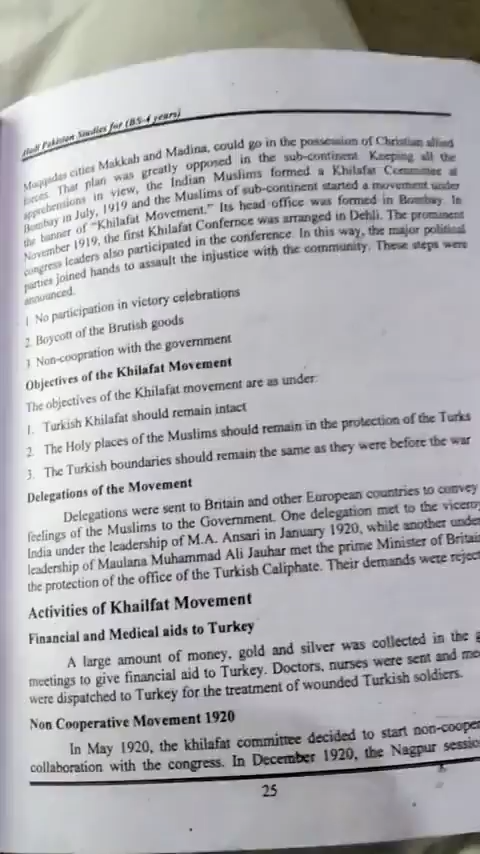 Hadi Pakistan Studies for (BS-4 years)
Muqqadas cities Makkah and Madina, could go in the possession of Christian allied
forces. That plan was greatly opposed in the sub-continent. Keeping all the
apprehensions in view, the Indian Muslims formed a Khilafat Committee at
Bombay in July, 1919 and the Muslims of sub-continent started a movement under
the banner of "Khilafat Movement." Its head office was formed in Bombay. In
November 1919, the first Khilafat Confernce was arranged in Dehli. The prominent
congress leaders also participated in the conference. In this way, the major political
parties joined hands to assault the injustice with the community. These steps were
announced.
1 No participation in victory celebrations
2. Boycott of the Brutish goods
3 Non-coopration with the government
Objectives of the Khilafat Movement
The objectives of the Khilafat movement are as under:
1. Turkish Khilafat should remain intact
2. The Holy places of the Muslims should remain in the protection of the Turks
3. The Turkish boundaries should remain the same as they were before the war
Delegations of the Movement
Delegations were sent to Britain and other European countries to convey
feelings of the Muslims to the Government. One delegation met to the viceroy
India under the leadership of M.A. Ansari in January 1920, while another under
leadership of Maulana Muhammad Ali Jauhar met the prime Minister of Britain
the protection of the office of the Turkish Caliphate. Their demands were reject
Activities of Khailfat Movement
Financial and Medical aids to Turkey
A large amount of money, gold and silver was collected in the
meetings to give financial aid to Turkey. Doctors, nurses were sent and me
were dispatched to Turkey for the treatment of wounded Turkish soldiers.
Non Cooperative Movement 1920
In May 1920, the khilafat committee decided to start non-cooper
collaboration with the congress. In December 1920, the Nagpur sessio
25